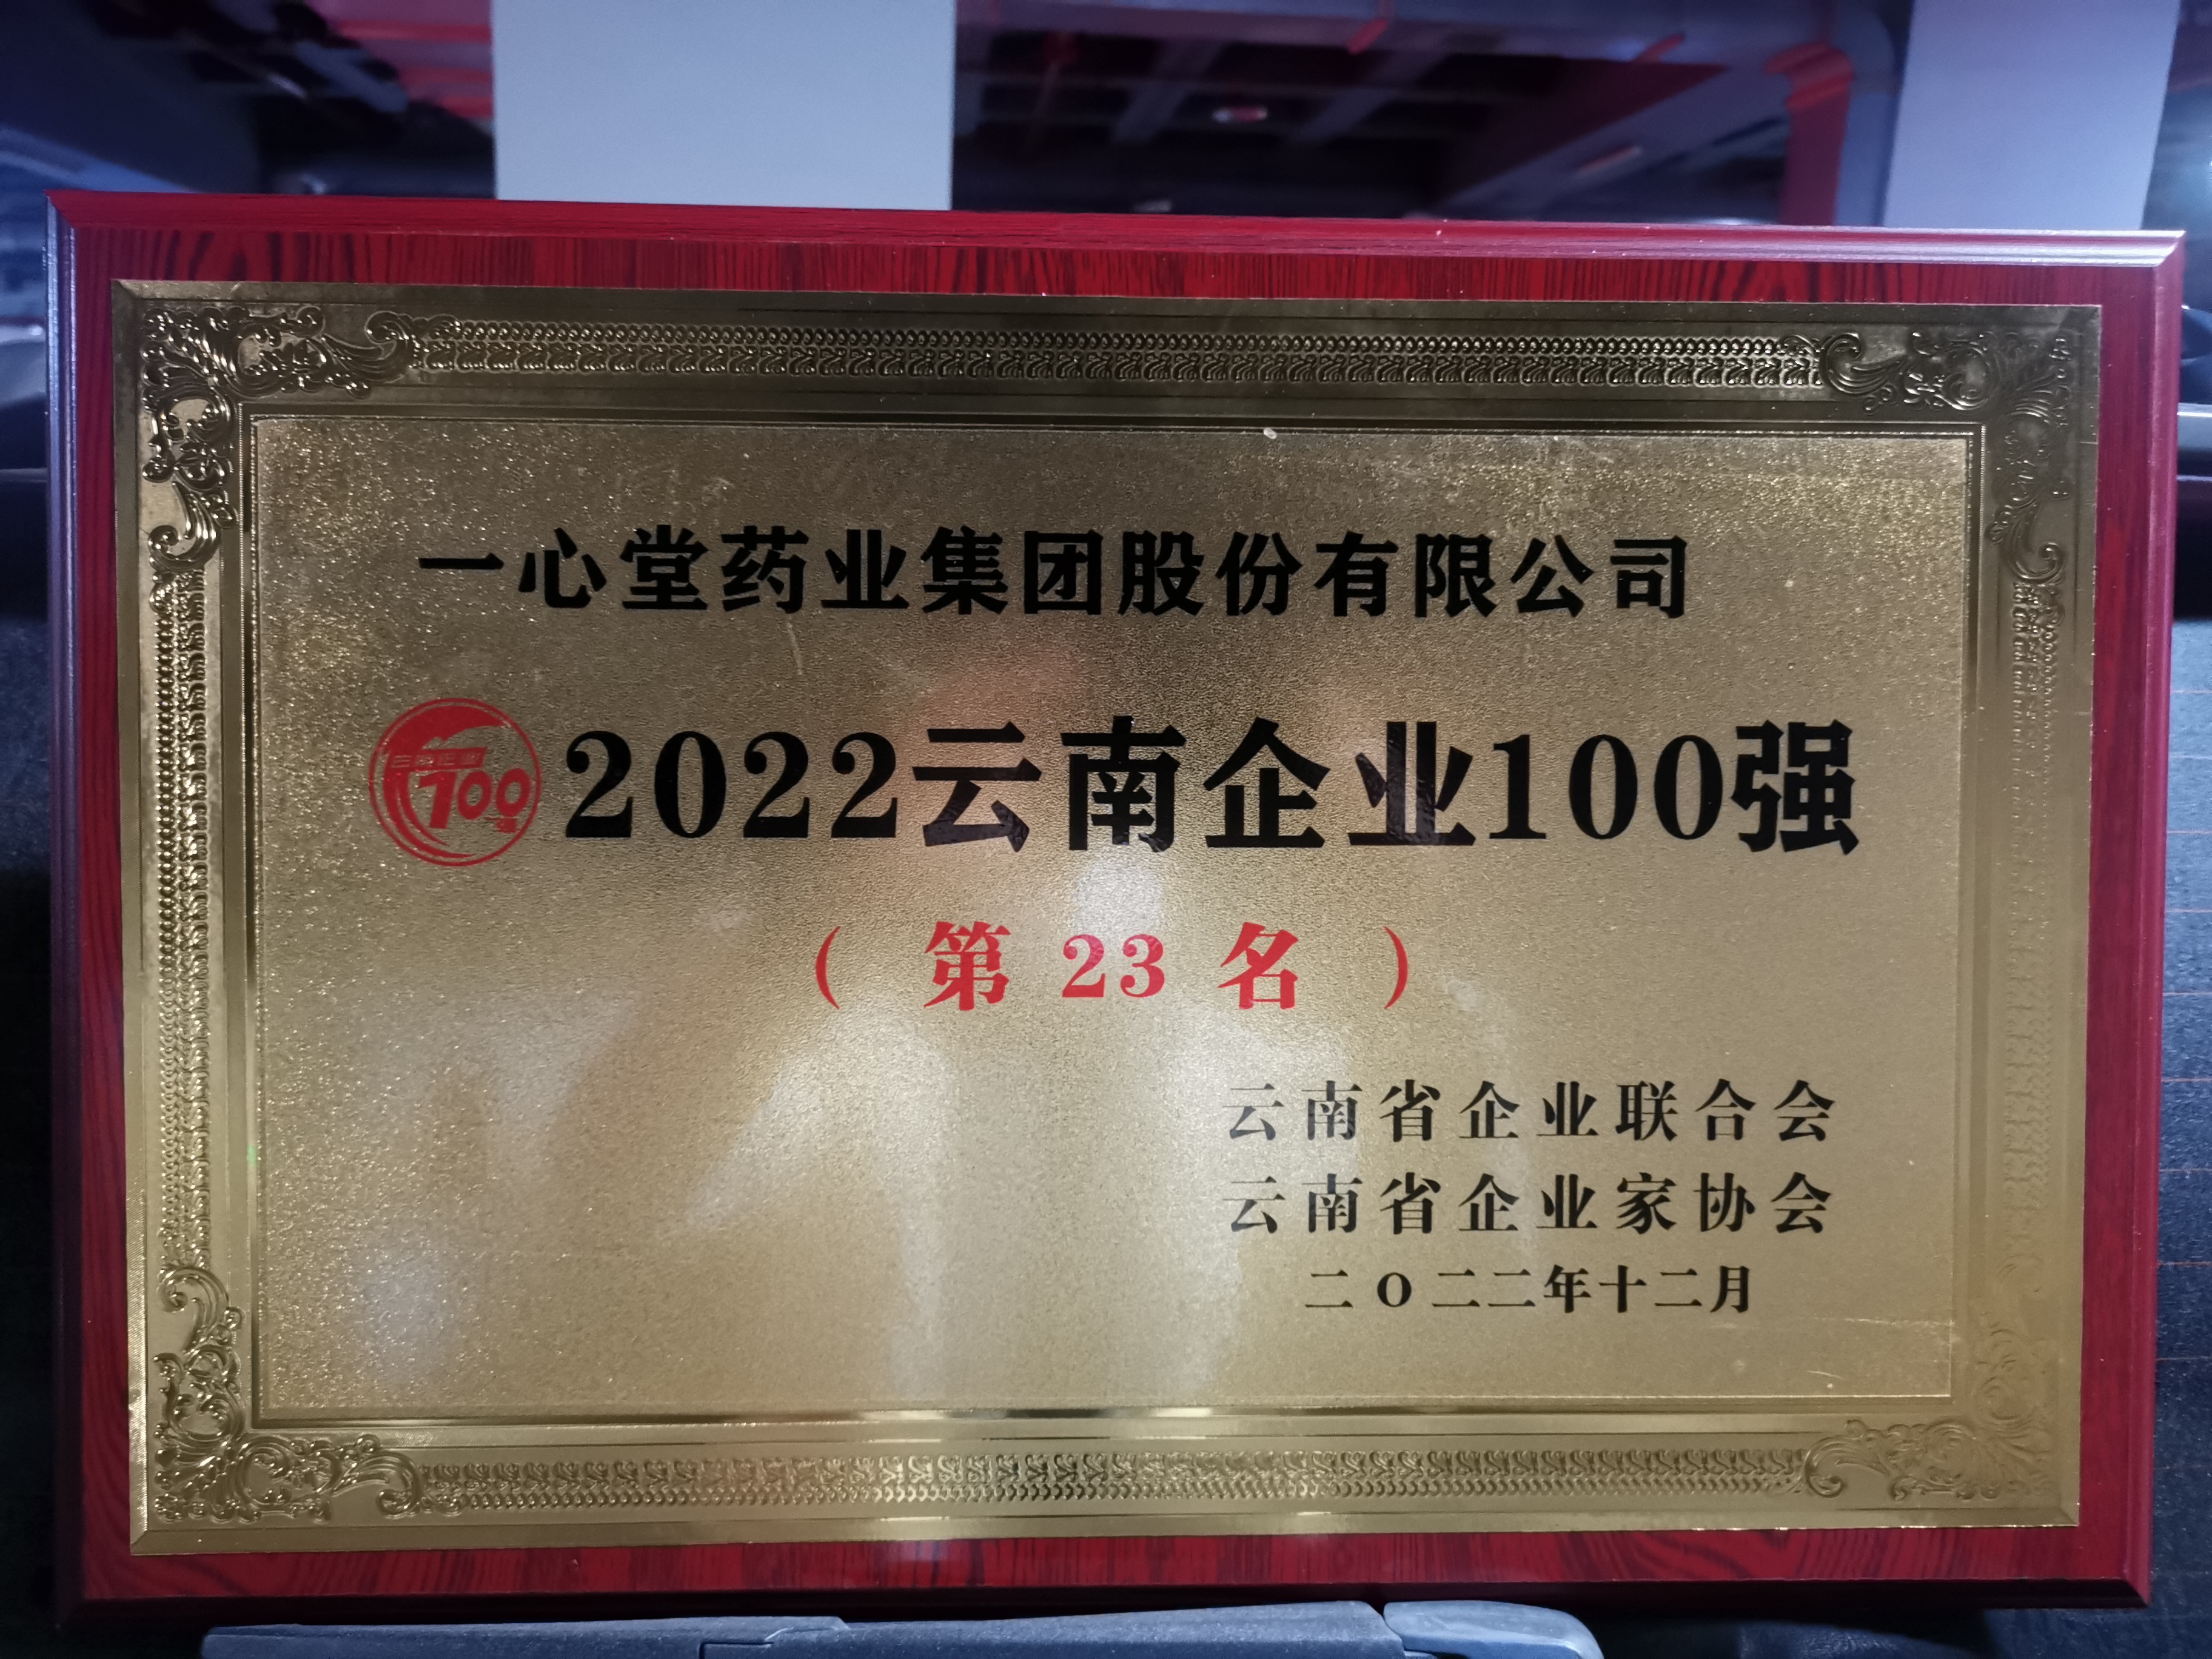 一心堂药业集团股份有限公司
100
2022云南企业100强
（第23名）
云南省企业联合会
云南省企业家协会
二O二二年十二月